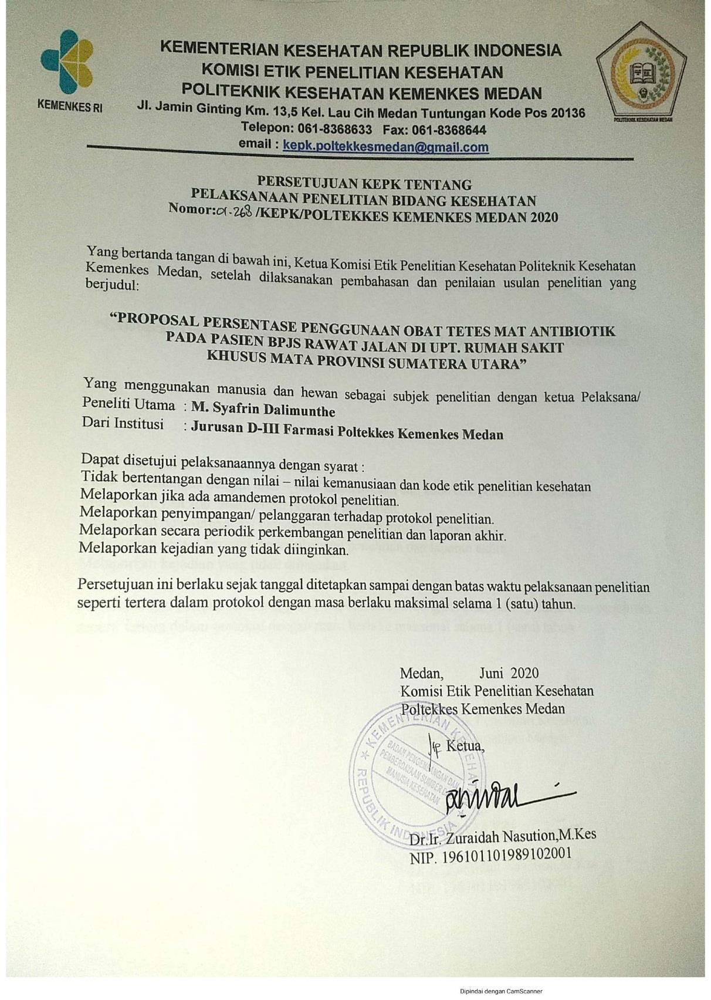 KEMENKES RI
KEMENTERIAN KESEHATAN REPUBLIK INDONESIA
KOMISI ETIK PENELITIAN KESEHATAN
POLITEKNIK KESEHATAN KEMENKES MEDAN
Jl. Jamin Ginting Km. 13,5 Kel. Lau Cih Medan Tuntungan Kode Pos 20136
Telepon: 061-8368633 Fax: 061-8368644
email : kepk.poltekkesmedan@gmail.com
POLITEKNIK KESEHATAN MEDAN
PERSETUJUAN KEPK TENTANG
PELAKSANAAN PENELITIAN BIDANG KESEHATAN
Nomor:01-268 /KEPK/POLTEKKES KEMENKES MEDAN 2020
Yang bertanda tangan di bawah ini, Ketua Komisi Etik Penelitian Kesehatan Politeknik Kesehatan
Kemenkes Medan, setelah dilaksanakan pembahasan dan penilaian usulan penelitian yang
berjudul:
“PROPOSAL PERSENTASE PENGGUNAAN OBAT TETES MAT ANTIBIOTIK
PADA PASIEN BPJS RAWAT JALAN DI UPT. RUMAH SAKIT
KHUSUS MATA PROVINSI SUMATERA UTARA”
Yang menggunakan manusia dan hewan sebagai subjek penelitian dengan ketua Pelaksana/
Peneliti Utama : M. Syafrin Dalimunthe
Dari Institusi : Jurusan D-III Farmasi Poltekkes Kemenkes Medan
Dapat disetujui pelaksanaannya dengan syarat :
Tidak bertentangan dengan nilai – nilai kemanusiaan dan kode etik penelitian kesehatan
Melaporkan jika ada amandemen protokol penelitian.
Melaporkan penyimpangan/ pelanggaran terhadap protokol penelitian.
Melaporkan secara periodik perkembangan penelitian dan laporan akhir.
Melaporkan kejadian yang tidak diinginkan.
Persetujuan ini berlaku sejak tanggal ditetapkan sampai dengan batas waktu pelaksanaan penelitian
seperti tertera dalam protokol dengan masa berlaku maksimal selama 1 (satu) tahun.
Medan, Juni 2020
Komisi Etik Penelitian Kesehatan
Poltekkes Kemenkes Medan
Ketua,
KEMENTERIAN KESEHATAN
REPUBLIK INDONESIA
BADAN PENGEMBANGAN DAN
PEMBERDAYAAN SUMBER DAYA
MANUSIA KESEHATAN
Dr.Ir. Zuraidah Nasution,M.Kes
NIP. 196101101989102001
Dipindai dengan CamScanner